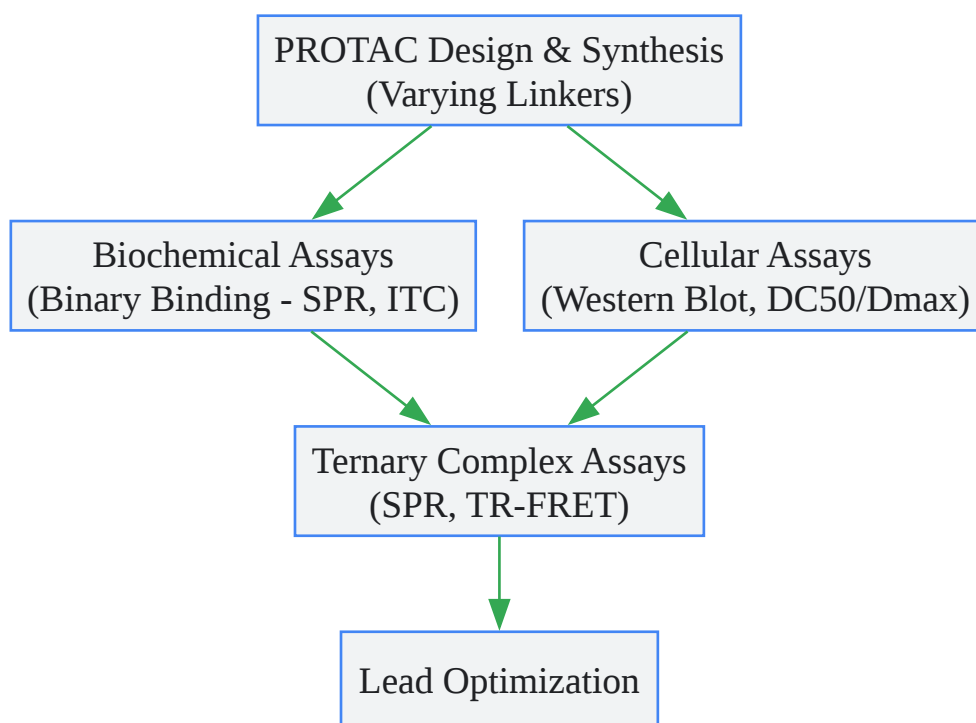 PROTAC Design & Synthesis
(Varying Linkers)
Biochemical Assays
(Binary Binding - SPR, ITC)
Cellular Assays
(Western Blot, DC50/Dmax)
Ternary Complex Assays
(SPR, TR-FRET)
Lead Optimization